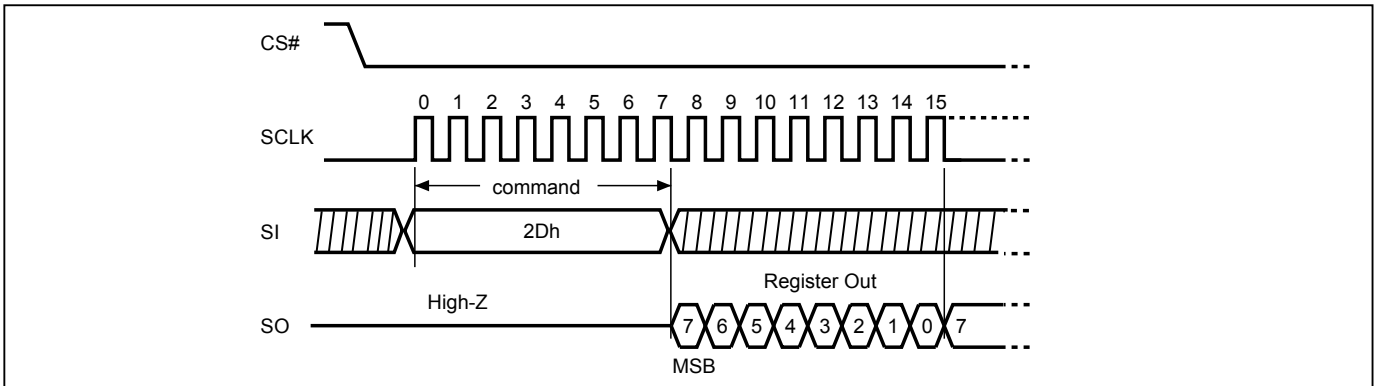 CS#
0 1 2 3 4 5 6 7 8 9 10 11 12 13 14 15
SCLK
command
SI
2Dh
Register Out
High-Z
SO
7 6 5 4 3 2 1 0 7
MSB